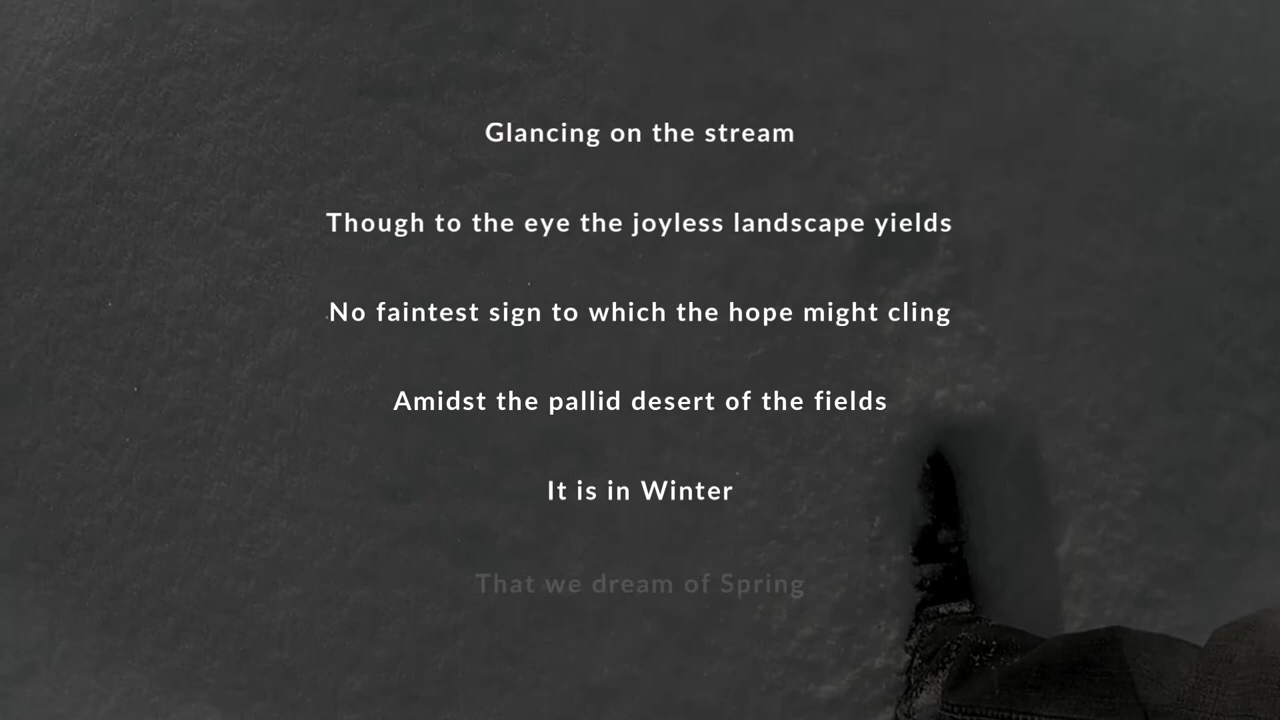 Glancing on the stream
Though to the eye the joyless landscape yields
No faintest sign to which the hope might cling
Amidst the pallid desert of the fields
It is in Winter
That we dream of Spring